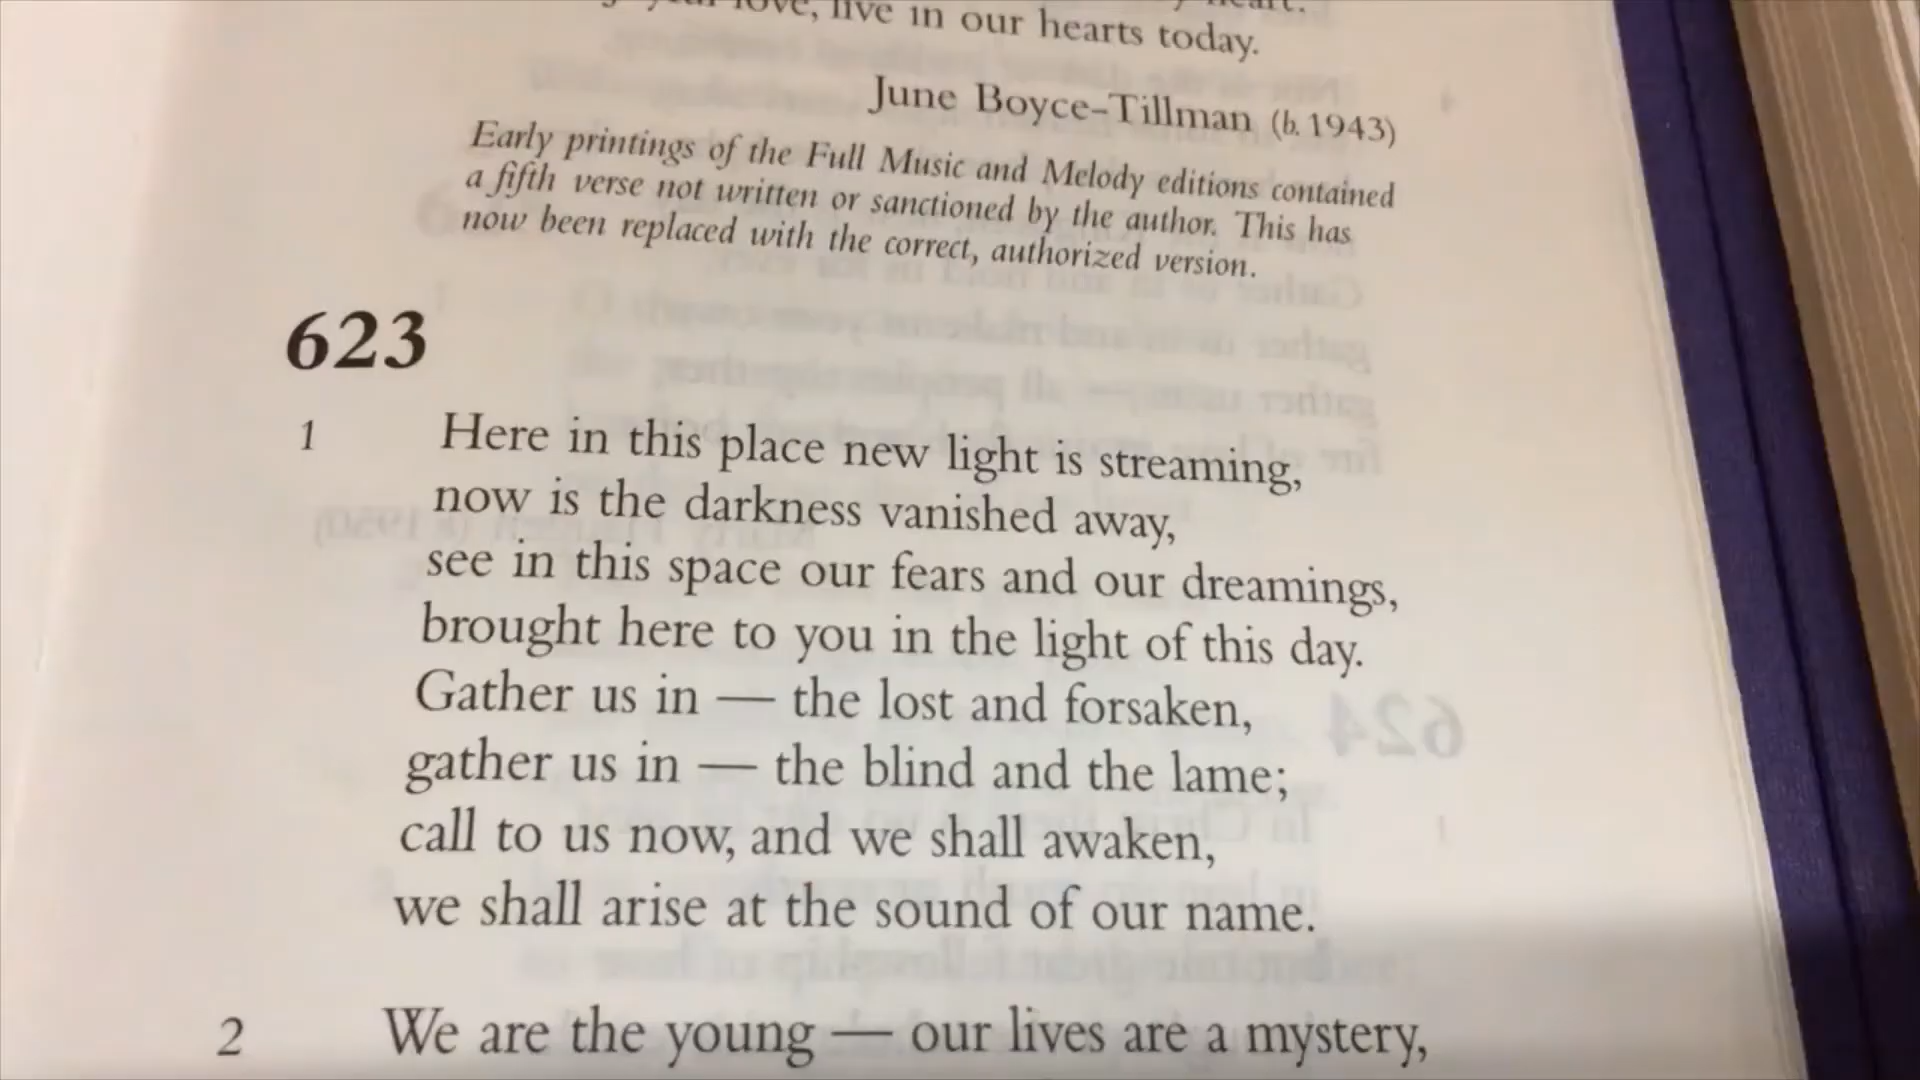 love, live in our hearts today.
June Boyce-Tillman (b. 1943)
Early printings of the Full Music and Melody editions contained
a fifth verse not written or sanctioned by the author. This has
now been replaced with the correct, authorized version.
623
1 Here in this place new light is streaming,
now is the darkness vanished away,
see in this space our fears and our dreamings,
brought here to you in the light of this day.
Gather us in — the lost and forsaken,
gather us in — the blind and the lame;
call to us now, and we shall awaken,
we shall arise at the sound of our name.
2 We are the young — our lives are a mystery,